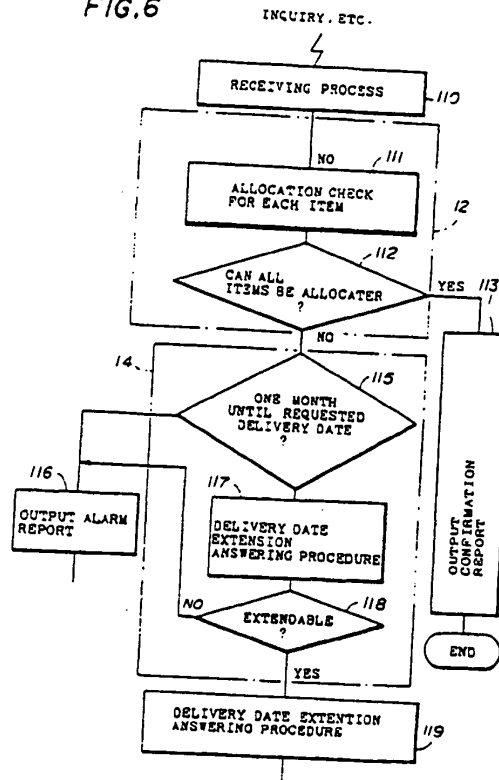 FIG.6
INQUIRY, ETC.
RECEIVING PROCESS
110
NO
111
ALLOCATION CHECK
FOR EACH ITEM
12
112
CAN ALL
ITEMS BE ALLOCATER
?
YES
113
NO
14
115
ONE MONTH
UNTIL REQUESTED
DELIVERY DATE
?
116
OUTPUT ALARM
REPORT
117
DELIVERY DATE
EXTENSION
ANSWERING PROCEDURE
OUTPUT
CONFIRMATION
REPORT
NO
118
EXTENDABLE
?
END
YES
DELIVERY DATE EXTENTION
ANSWERING PROCEDURE
119